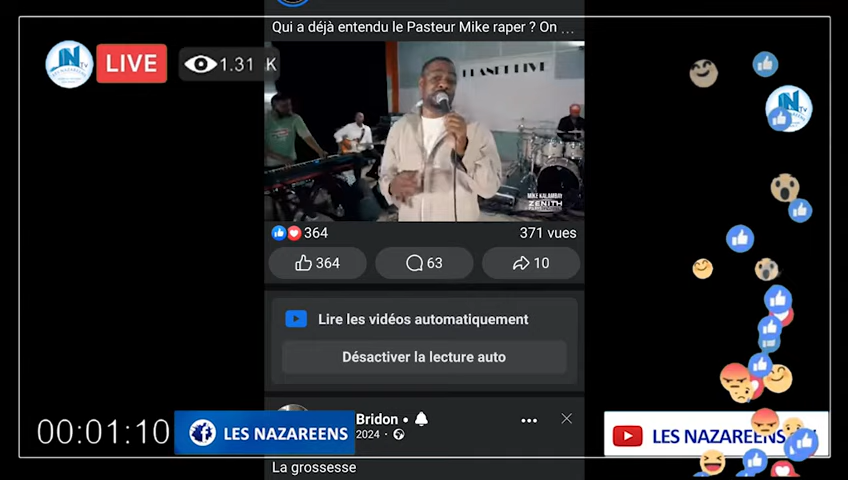 Qui a déjà entendu le Pasteur Mike raper ? On ...
LIVE
1.31 K
PLANET LIVE
MIKE KALAMBAY
ZENITH
364
371 vues
364
63
10
Lire les vidéos automatiquement
Désactiver la lecture auto
Bridon •
2024 •
00:01:10
LES NAZAREENS
LES NAZAREENS
La grossesse